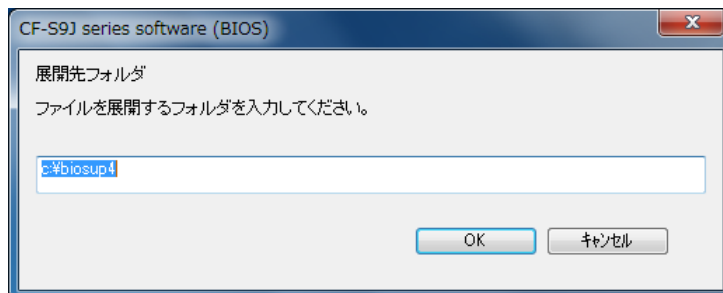 CF-S9J series software (BIOS)
展開先フォルダ
ファイルを展開するフォルダを入力してください。
c:¥biosup4
OK
キャンセル